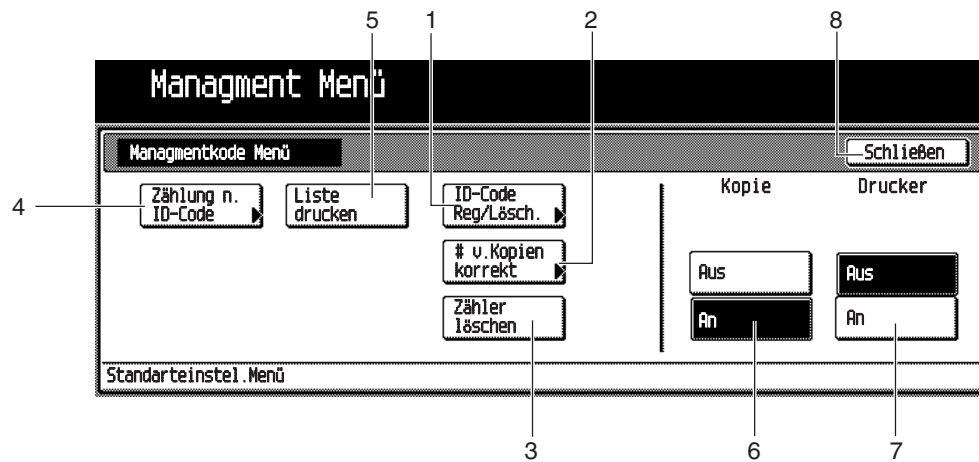 5 1 2 8
Managment Menü
Managmentkode Menü
Schließen
4
Zählung n.
ID-Code
Liste
drucken
ID-Code
Reg/Lösch.
# v.Kopien
korrekt
Zähler
löschen
Kopie
Drucker
Aus
An
Aus
An
Standarteinstel.Menü
3 6 7